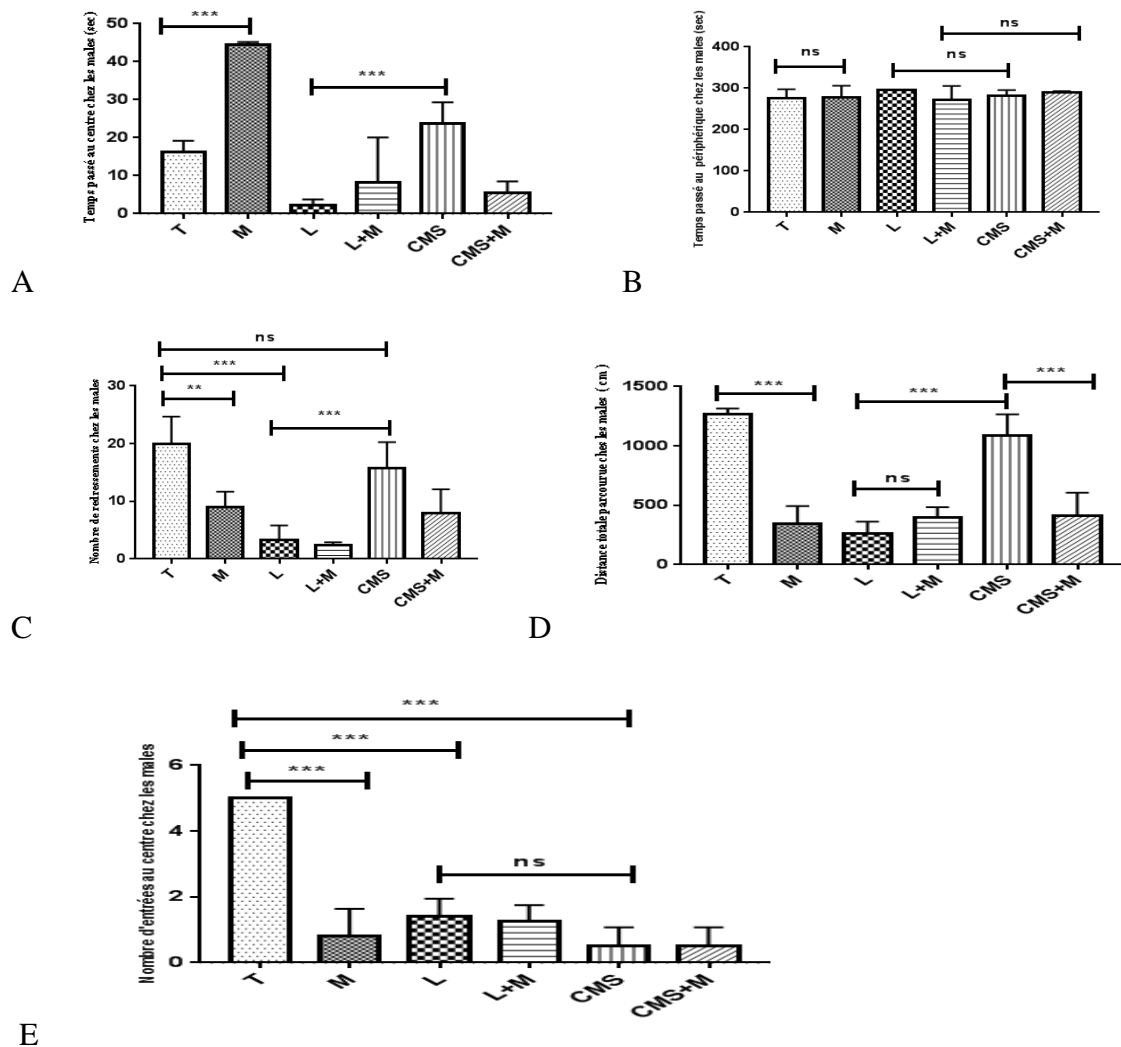 Temps passé au centre chez les males (sec)
50
40
30
20
10
0
***
***
T
M
L
L+M
CMS
CMS+M
A
Temps passé au périphérique chez les males (sec)
400
300
200
100
0
ns
ns
ns
T
M
L
L+M
CMS
CMS+M
B
Nombre de redressements chez les males
30
20
10
0
ns
***
**
***
T
M
L
L+M
CMS
CMS+M
C
Distance totale parcourue ches les males ( cm)
1500
1000
500
0
***
***
***
ns
T
M
L
L+M
CMS
CMS+M
D
Nombre d'entrées au centre chez les males
6
4
2
0
***
***
***
ns
T
M
L
L+M
CMS
CMS+M
E